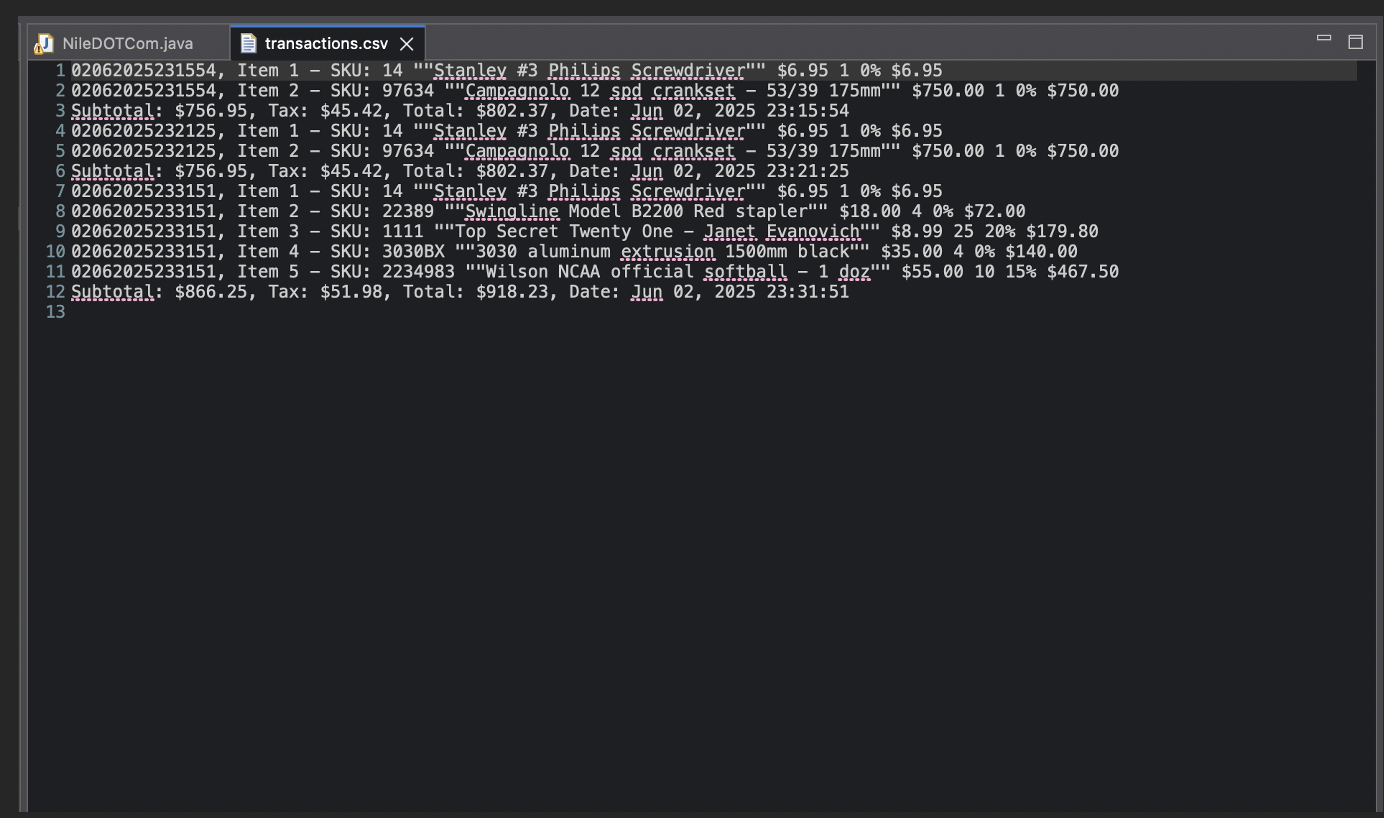 NileDOTCom.java transactions.csv
1 02062025231554, Item 1 - SKU: 14 ""Stanley #3 Philips Screwdriver"" $6.95 1 0% $6.95
2 02062025231554, Item 2 - SKU: 97634 ""Campagnolo 12 spd crankset - 53/39 175mm"" $750.00 1 0% $750.00
3 Subtotal: $756.95, Tax: $45.42, Total: $802.37, Date: Jun 02, 2025 23:15:54
4 02062025232125, Item 1 - SKU: 14 ""Stanley #3 Philips Screwdriver"" $6.95 1 0% $6.95
5 02062025232125, Item 2 - SKU: 97634 ""Campagnolo 12 spd crankset - 53/39 175mm"" $750.00 1 0% $750.00
6 Subtotal: $756.95, Tax: $45.42, Total: $802.37, Date: Jun 02, 2025 23:21:25
7 02062025233151, Item 1 - SKU: 14 ""Stanley #3 Philips Screwdriver"" $6.95 1 0% $6.95
8 02062025233151, Item 2 - SKU: 22389 ""Swingline Model B2200 Red stapler"" $18.00 4 0% $72.00
9 02062025233151, Item 3 - SKU: 1111 ""Top Secret Twenty One - Janet Evanovich"" $8.99 25 20% $179.80
10 02062025233151, Item 4 - SKU: 3030BX ""3030 aluminum extrusion 1500mm black"" $35.00 4 0% $140.00
11 02062025233151, Item 5 - SKU: 2234983 ""Wilson NCAA official softball - 1 doz"" $55.00 10 15% $467.50
12 Subtotal: $866.25, Tax: $51.98, Total: $918.23, Date: Jun 02, 2025 23:31:51
13